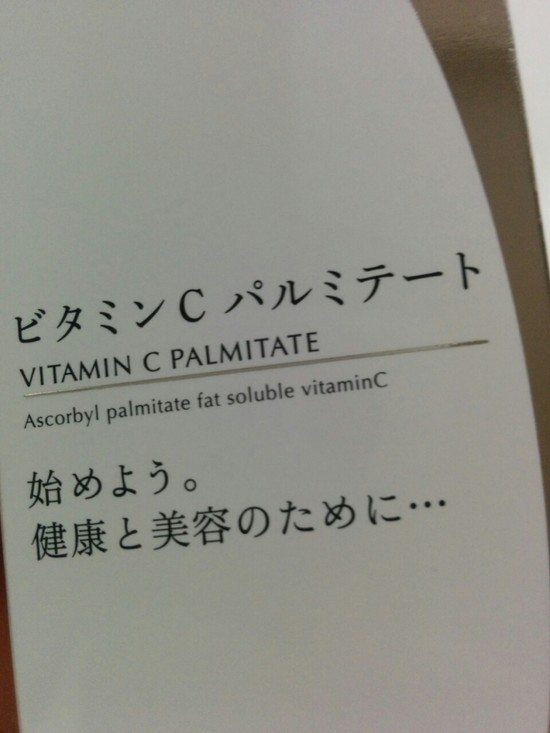 ビタミンC パルミテート
VITAMIN C PALMITATE
Ascorbyl palmitate fat soluble vitaminC
始めよう。
健康と美容のために…